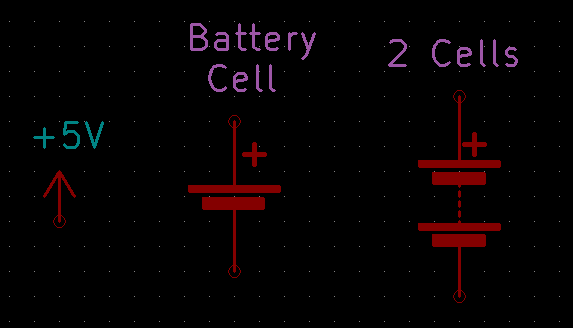 Battery
Cell
2 Cells
+5V
+
+